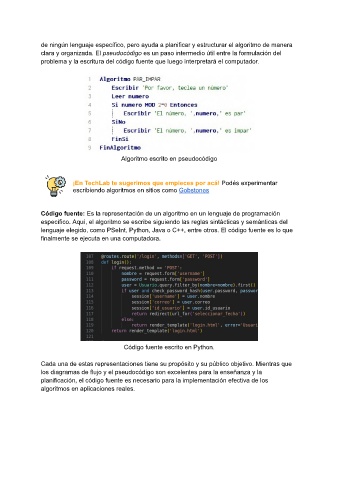 de ningún lenguaje específico, pero ayuda a planificar y estructurar el algoritmo de manera
clara y organizada. El pseudocódigo es un paso intermedio útil entre la formulación del
problema y la escritura del código fuente que luego interpretará el computador.
1 Algoritmo PAR_IMPAR
2 Escribir 'Por favor, teclea un número'
3 Leer numero
4 Si numero MOD 2=0 Entonces
5 Escribir 'El número, ',numero,' es par'
6 SiNo
7 Escribir 'El número, ',numero,' es impar'
8 FinSi
9 FinAlgoritmo
Algoritmo escrito en pseudocódigo
¡En TechLab te sugerimos que empieces por acá! Podés experimentar
escribiendo algoritmos en sitios como Gobstones
Código fuente: Es la representación de un algoritmo en un lenguaje de programación
específico. Aquí, el algoritmo se escribe siguiendo las reglas sintácticas y semánticas del
lenguaje elegido, como PSeInt, Python, Java o C++, entre otros. El código fuente es lo que
finalmente se ejecuta en una computadora.
107 @routes.route('/login', methods=['GET', 'POST'])
108 def login():
109 if request.method == 'POST':
110 nombre = request.form['username']
111 password = request.form['password']
112 user = Usuario.query.filter_by(nombre=nombre).first()
113 if user and check_password_hash(user.password, passwor
114 session['username'] = user.nombre
115 session['correo'] = user.correo
116 session['id_usuario'] = user.id_usuario
117 return redirect(url_for('seleccionar_fecha'))
118 else:
119 return render_template('login.html', error='Usuar
120 return render_template('login.html')
121
Código fuente escrito en Python.
Cada una de estas representaciones tiene su propósito y su público objetivo. Mientras que
los diagramas de flujo y el pseudocódigo son excelentes para la enseñanza y la
planificación, el código fuente es necesario para la implementación efectiva de los
algoritmos en aplicaciones reales.